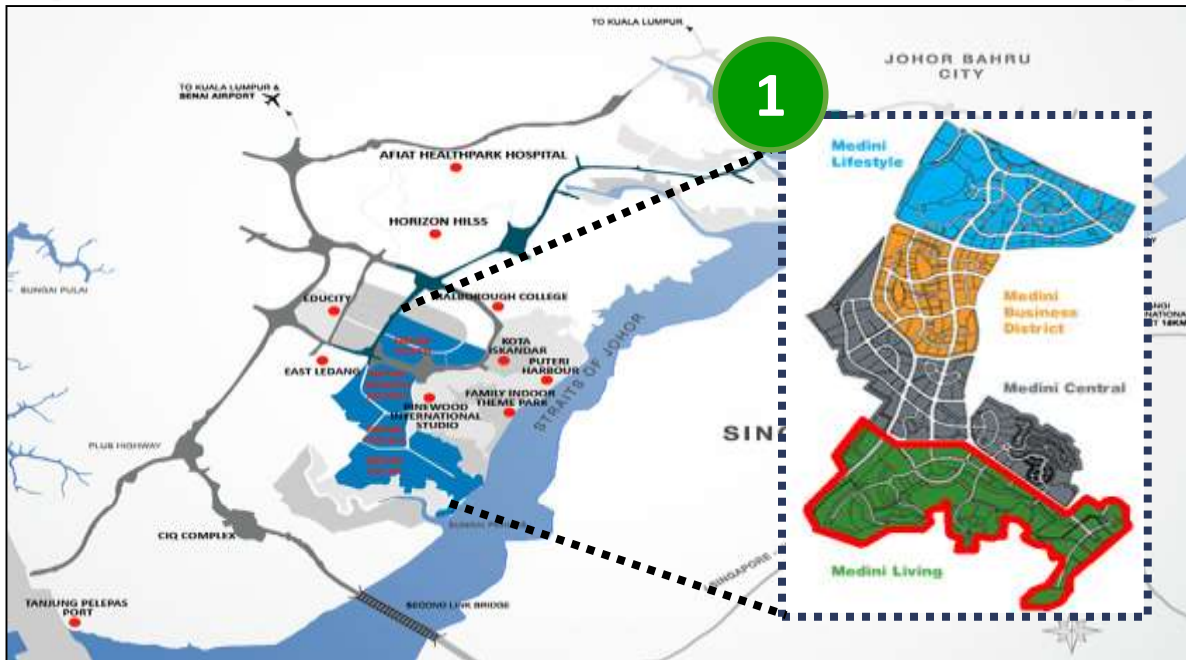 TO KUALA LUMPUR
1
JOHOR BAHRU
CITY
TO KUALA LUMPUR &
SENAI AIRPORT
AFIAT HEALTHPARK HOSPITAL
Medini
Lifestyle
HORIZON HILSS
SUNGAI PULAI
EDUCITY
COLLEGE
Medini
Business
District
KOTA
ISKANDAR
PUTERI
HARBOUR
EAST LEDANG
STRAITS OF JOHOR
FAMILY INDOOR
THEME PARK
PINEWOOD
INTERNATIONAL
STUDIO
Medini Central
PLUS HIGHWAY
CIQ COMPLEX
Medini Living
TANJUNG PELEPAS
PORT
SECOND LINK BRIDGE
SINGAPORE